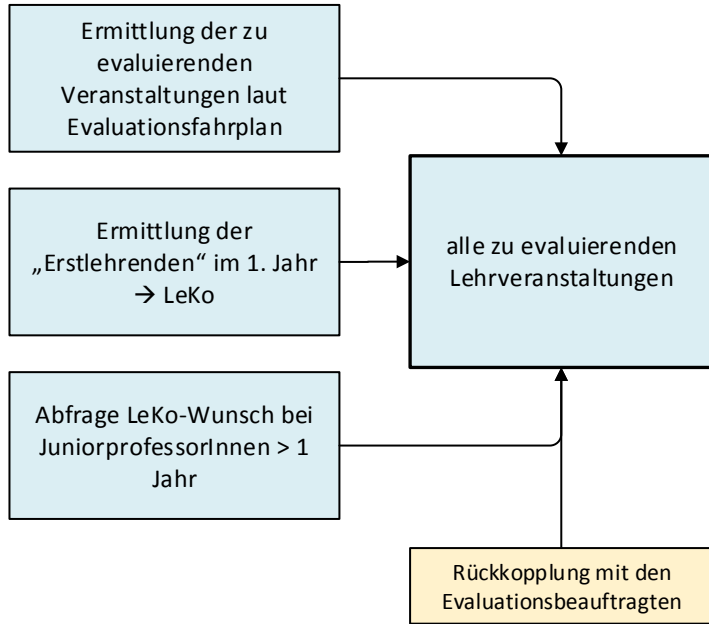 Ermittlung der zu
evaluierenden
Veranstaltungen laut
Evaluationsfahrplan
Ermittlung der
„Erstlehrenden“ im 1. Jahr
→ LeKo
Abfrage LeKo-Wunsch bei
JuniorprofessorInnen > 1
Jahr
alle zu evaluierenden
Lehrveranstaltungen
Rückkopplung mit den
Evaluationsbeauftragten